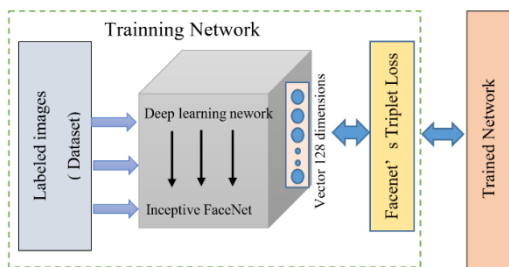 Trainning Network
Labeled images
( Dataset)
Deep learning nework
Inceptive FaceNet
Vector 128 dimensions
Facenet’ s Triplet Loss
Trained Network